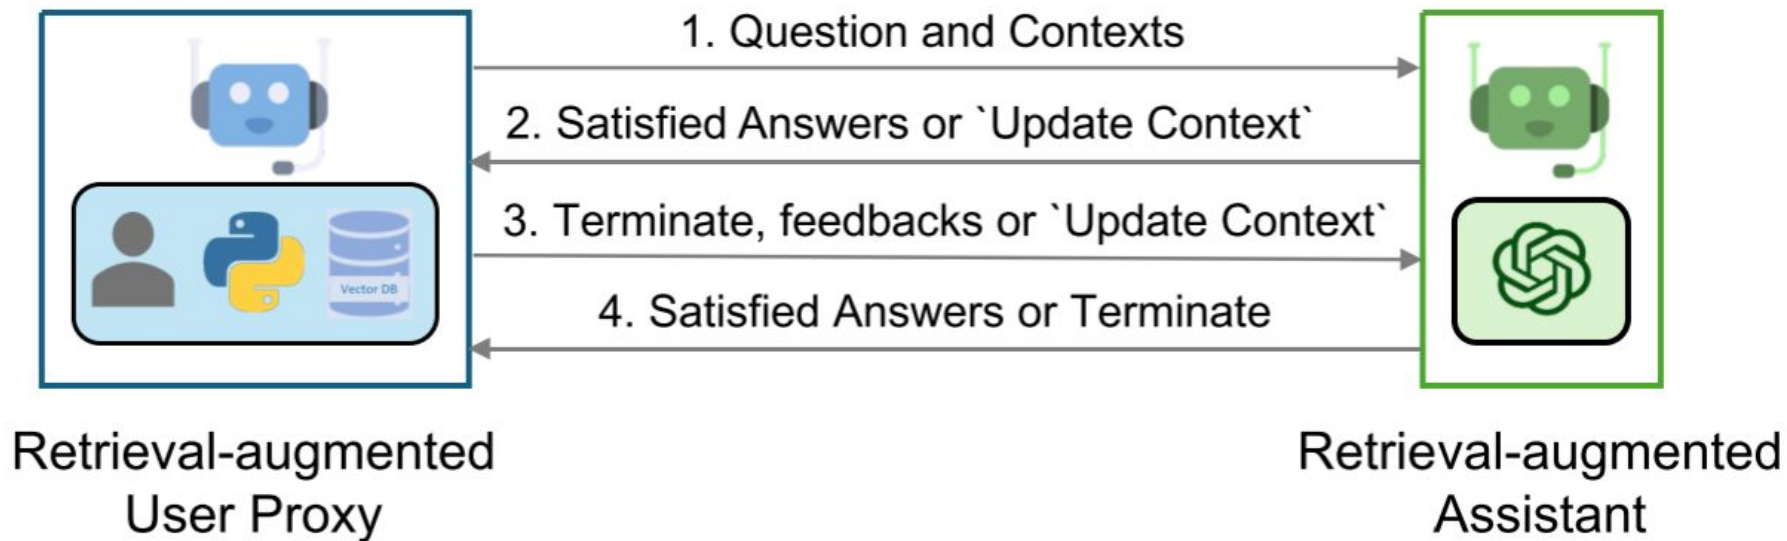 1. Question and Contexts
2. Satisfied Answers or `Update Context`
3. Terminate, feedbacks or `Update Context`
4. Satisfied Answers or Terminate
Vector DB
Retrieval-augmented
User Proxy
Retrieval-augmented
Assistant